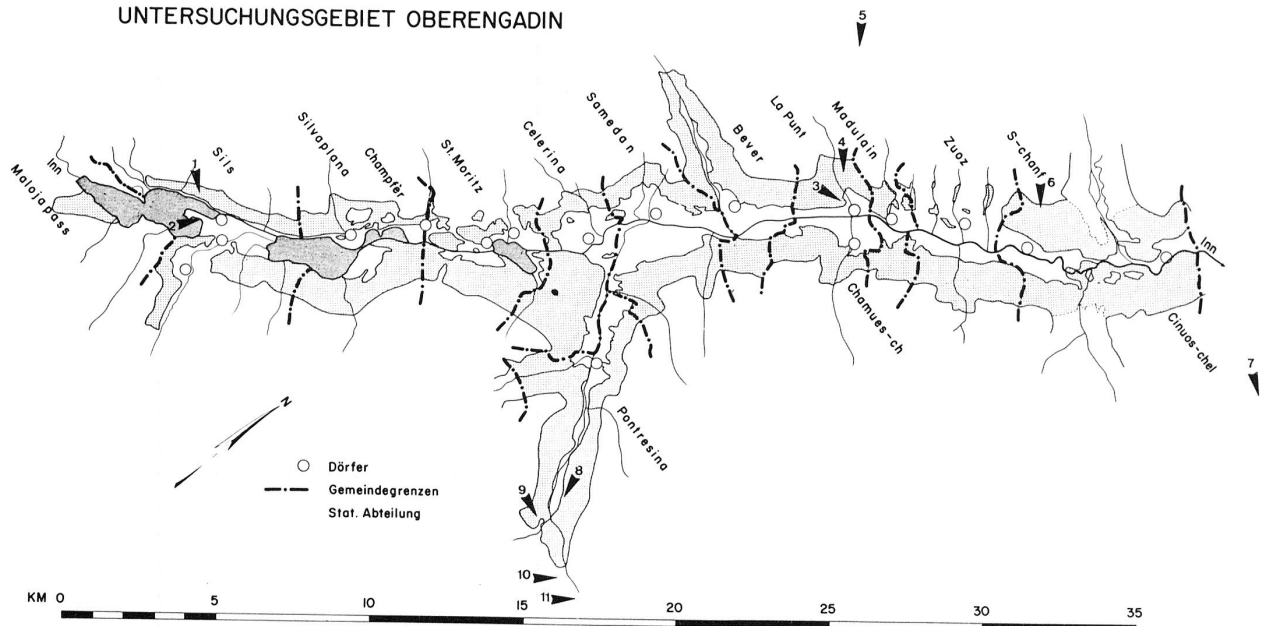 UNTERSUCHUNGSGEBIET OBERENGADIN
5
Inn
Malojapass
1
Sils
2
Silvaplana
Champfèr
St. Moritz
Celerina
Samedan
Bever
La Punt
4
Madulain
3
Zuoz
S-chanf
6
Inn
Chamues-ch
Cinuos-chel
7
Pontresina
8
9
10
11
N
Dörfer
Gemeindegrenzen
Stat. Abteilung
KM 0 5 10 15 20 25 30 35